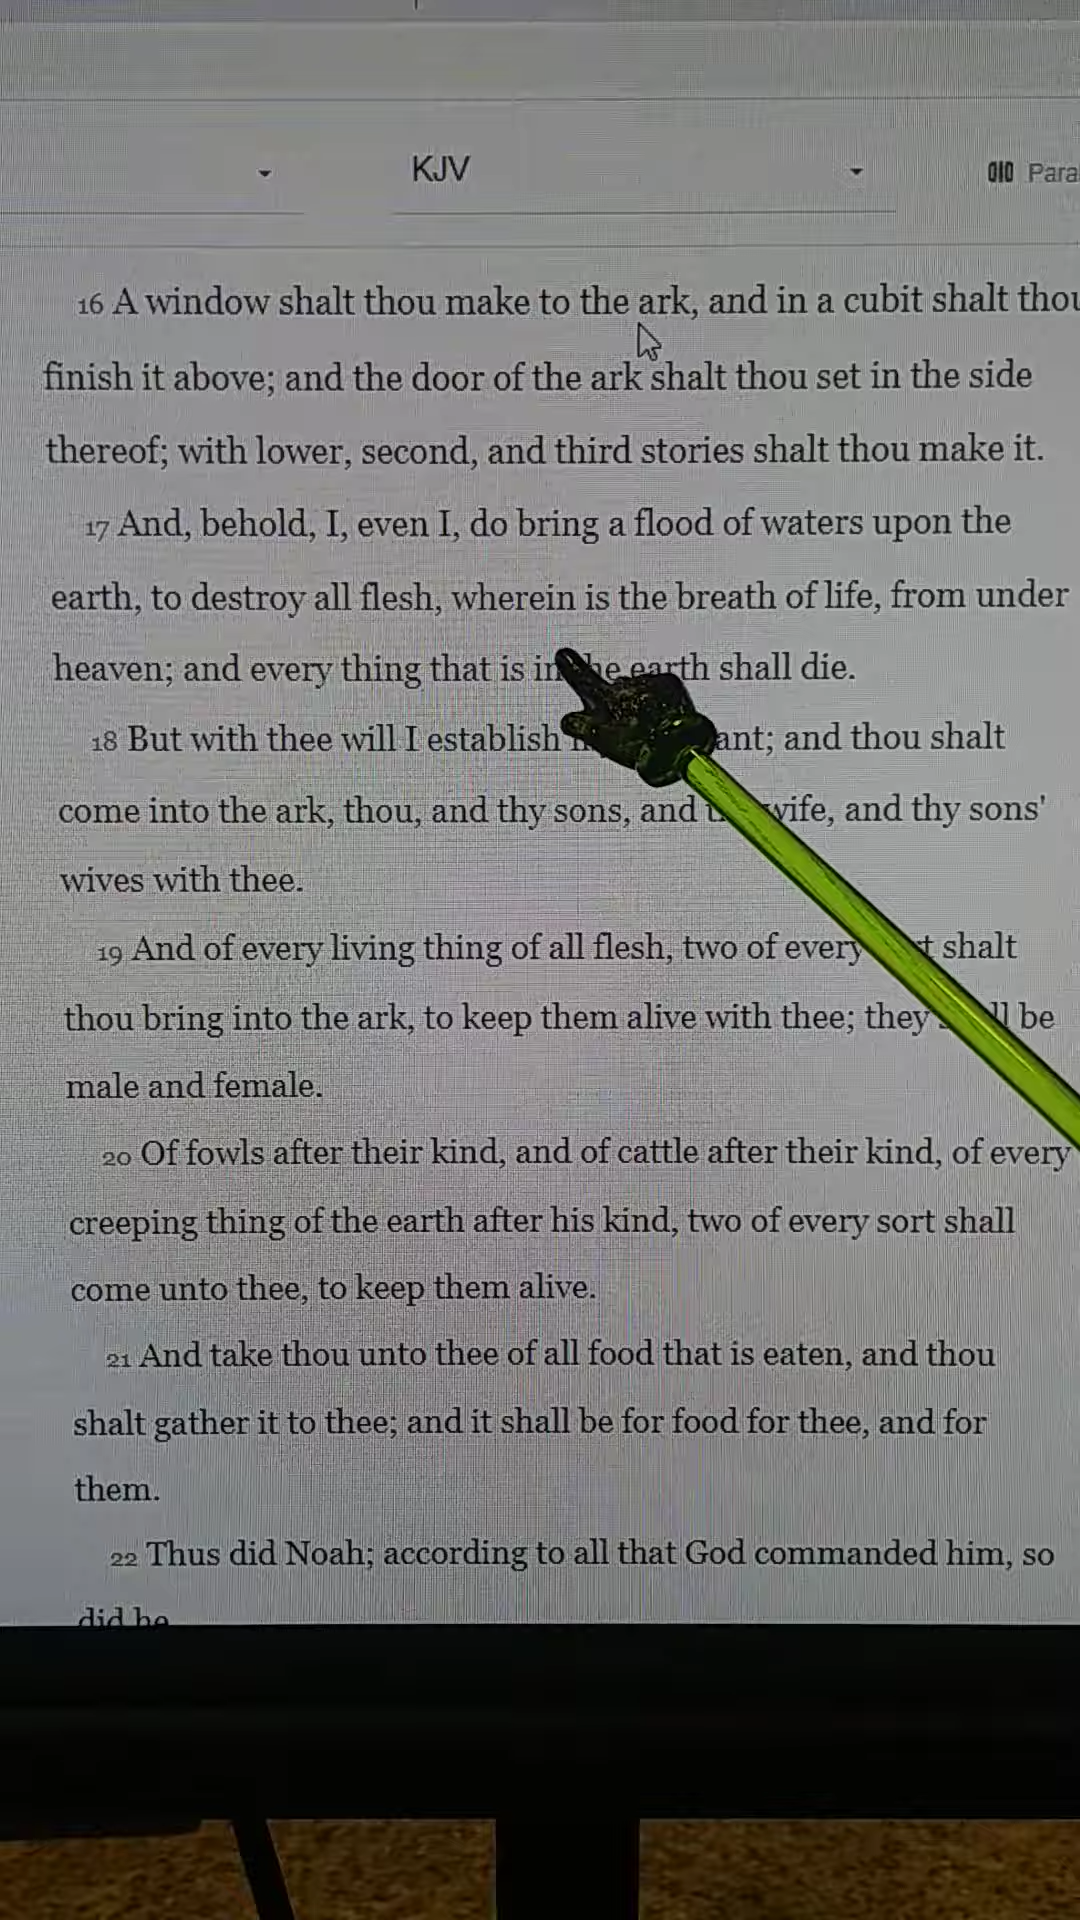 KJV
Para
16 A window shalt thou make to the ark, and in a cubit shalt thou
finish it above; and the door of the ark shalt thou set in the side
thereof; with lower, second, and third stories shalt thou make it.
17 And, behold, I, even I, do bring a flood of waters upon the
earth, to destroy all flesh, wherein is the breath of life, from under
heaven; and every thing that is in the earth shall die.
18 But with thee will I establish ant; and thou shalt
come into the ark, thou, and thy sons, and wife, and thy sons'
wives with thee.
19 And of every living thing of all flesh, two of every shalt
thou bring into the ark, to keep them alive with thee; they shall be
male and female.
20 Of fowls after their kind, and of cattle after their kind, of every
creeping thing of the earth after his kind, two of every sort shall
come unto thee, to keep them alive.
21 And take thou unto thee of all food that is eaten, and thou
shalt gather it to thee; and it shall be for food for thee, and for
them.
22 Thus did Noah; according to all that God commanded him, so
did he